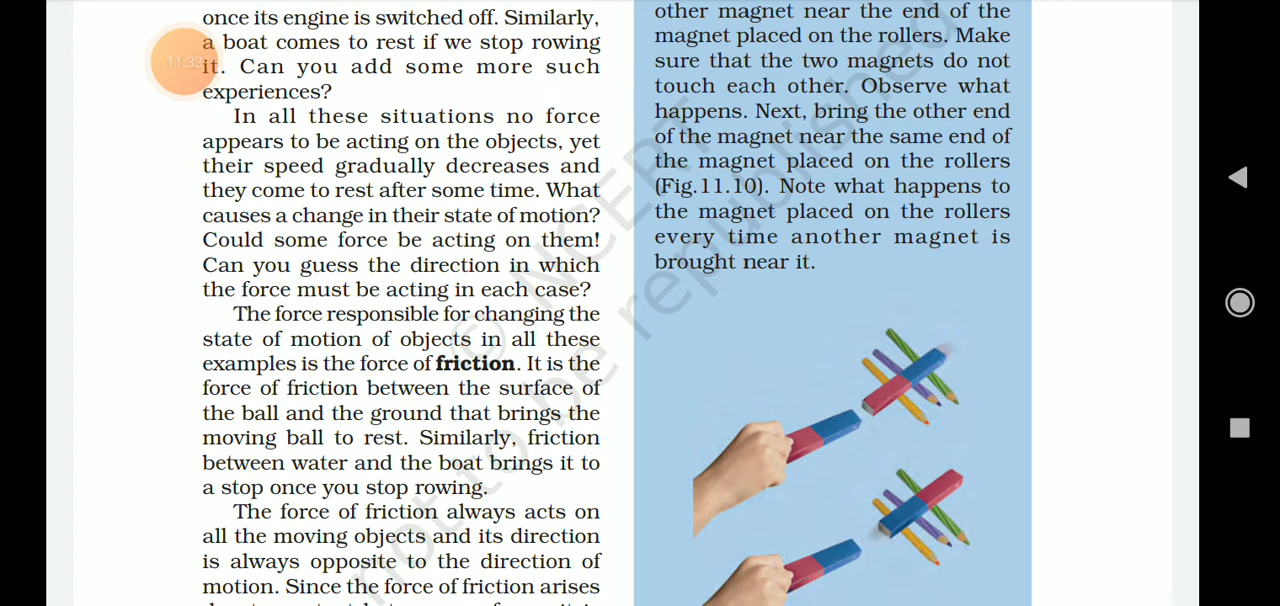 once its engine is switched off. Similarly,
a boat comes to rest if we stop rowing
it. Can you add some more such
experiences?
In all these situations no force
appears to be acting on the objects, yet
their speed gradually decreases and
they come to rest after some time. What
causes a change in their state of motion?
Could some force be acting on them!
Can you guess the direction in which
the force must be acting in each case?
The force responsible for changing the
state of motion of objects in all these
examples is the force of friction. It is the
force of friction between the surface of
the ball and the ground that brings the
moving ball to rest. Similarly, friction
between water and the boat brings it to
a stop once you stop rowing.
The force of friction always acts on
all the moving objects and its direction
is always opposite to the direction of
motion. Since the force of friction arises
other magnet near the end of the
magnet placed on the rollers. Make
sure that the two magnets do not
touch each other. Observe what
happens. Next, bring the other end
of the magnet near the same end of
the magnet placed on the rollers
(Fig.11.10). Note what happens to
the magnet placed on the rollers
every time another magnet is
brought near it.
11:33
© NCERT
not to be republished